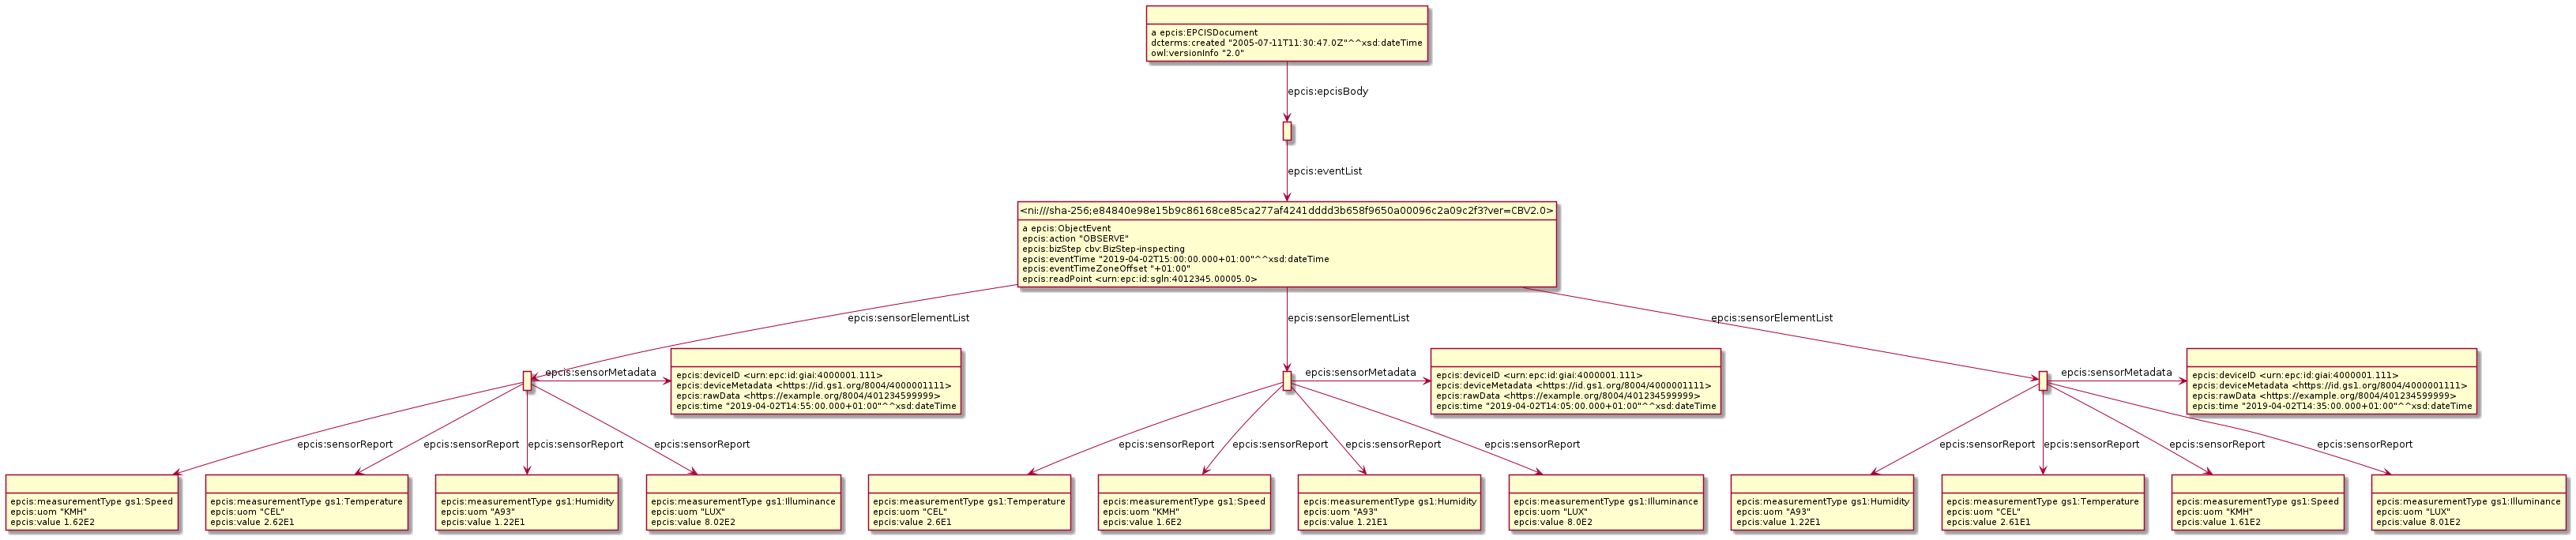 a epcis:EPCISDocument
dcterms:created "2005-07-11T11:30:47.0Z"^^xsd:dateTime
owl:versionInfo "2.0"
epcis:epcisBody
epcis:eventList
<ni:///sha-256;e84840e98e15b9c86168ce85ca277af4241dddd3b658f9650a00096c2a09c2f3?ver=CBV2.0>
a epcis:ObjectEvent
epcis:action "OBSERVE"
epcis:bizStep cbv:BizStep-inspecting
epcis:eventTime "2019-04-02T15:00:00.000+01:00"^^xsd:dateTime
epcis:eventTimeZoneOffset "+01:00"
epcis:readPoint <urn:epc:id:sgln:4012345.00005.0>
epcis:sensorElementList
epcis:sensorElementList
epcis:sensorElementList
epcis:sensorMetadata
epcis:deviceID <urn:epc:id:giai:4000001.111>
epcis:deviceMetadata <https://id.gs1.org/8004/4000001111>
epcis:rawData <https://example.org/8004/401234599999>
epcis:time "2019-04-02T14:55:00.000+01:00"^^xsd:dateTime
epcis:sensorMetadata
epcis:deviceID <urn:epc:id:giai:4000001.111>
epcis:deviceMetadata <https://id.gs1.org/8004/4000001111>
epcis:rawData <https://example.org/8004/401234599999>
epcis:time "2019-04-02T14:05:00.000+01:00"^^xsd:dateTime
epcis:sensorMetadata
epcis:deviceID <urn:epc:id:giai:4000001.111>
epcis:deviceMetadata <https://id.gs1.org/8004/4000001111>
epcis:rawData <https://example.org/8004/401234599999>
epcis:time "2019-04-02T14:35:00.000+01:00"^^xsd:dateTime
epcis:sensorReport
epcis:sensorReport
epcis:sensorReport
epcis:sensorReport
epcis:sensorReport
epcis:sensorReport
epcis:sensorReport
epcis:sensorReport
epcis:sensorReport
epcis:sensorReport
epcis:sensorReport
epcis:sensorReport
epcis:measurementType gs1:Speed
epcis:uom "KMH"
epcis:value 1.62E2
epcis:measurementType gs1:Temperature
epcis:uom "CEL"
epcis:value 2.62E1
epcis:measurementType gs1:Humidity
epcis:uom "A93"
epcis:value 1.22E1
epcis:measurementType gs1:Illuminance
epcis:uom "LUX"
epcis:value 8.02E2
epcis:measurementType gs1:Temperature
epcis:uom "CEL"
epcis:value 2.6E1
epcis:measurementType gs1:Speed
epcis:uom "KMH"
epcis:value 1.6E2
epcis:measurementType gs1:Humidity
epcis:uom "A93"
epcis:value 1.21E1
epcis:measurementType gs1:Illuminance
epcis:uom "LUX"
epcis:value 8.0E2
epcis:measurementType gs1:Humidity
epcis:uom "A93"
epcis:value 1.22E1
epcis:measurementType gs1:Temperature
epcis:uom "CEL"
epcis:value 2.61E1
epcis:measurementType gs1:Speed
epcis:uom "KMH"
epcis:value 1.61E2
epcis:measurementType gs1:Illuminance
epcis:uom "LUX"
epcis:value 8.01E2